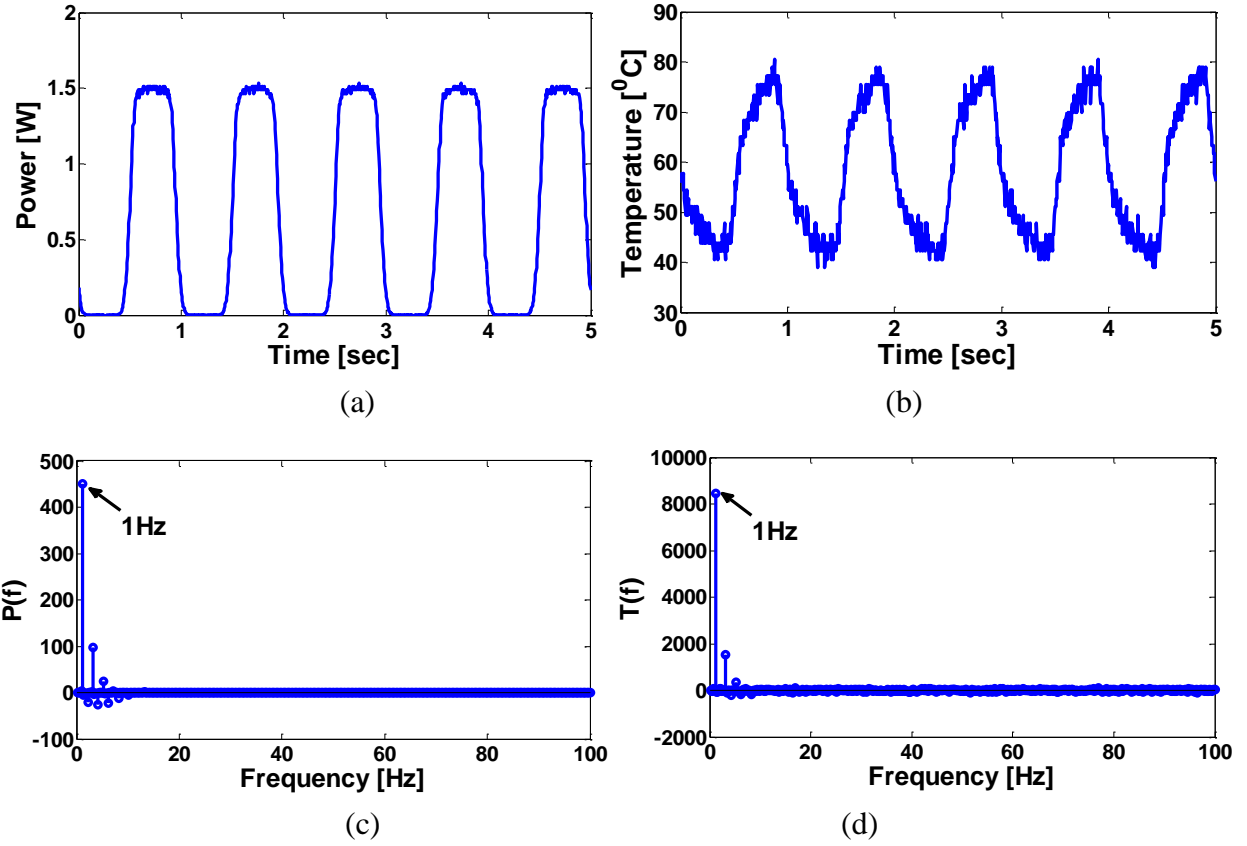 2
1.5
1
0.5
0
0 1 2 3 4 5
Power [W]
Time [sec]
(a)
90
80
70
60
50
40
30
0 1 2 3 4 5
Temperature [⁰C]
Time [sec]
(b)
500
400
300
200
100
0
-100
0 20 40 60 80 100
P(f)
1Hz
Frequency [Hz]
(c)
10000
8000
6000
4000
2000
0
-2000
0 20 40 60 80 100
T(f)
1Hz
Frequency [Hz]
(d)